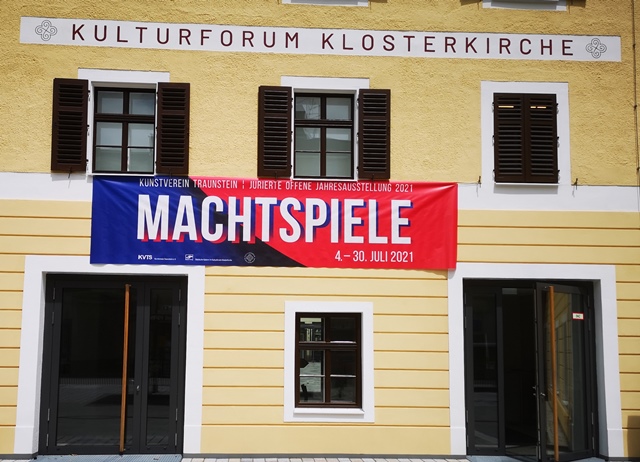 KULTURFORUM KLOSTERKIRCHE
KUNSTVEREIN TRAUNSTEIN | JURIERTE OFFENE JAHRESAUSSTELLUNG 2021
MACHTSPIELE
4. – 30. JULI 2021
KVTS